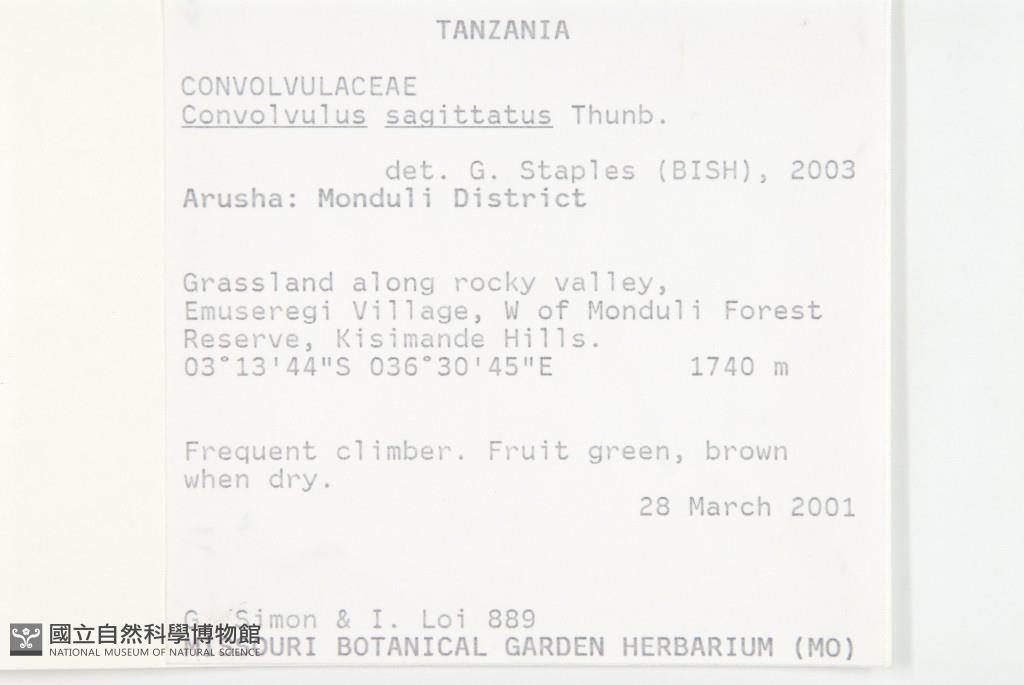 TANZANIA
CONVOLVULACEAE
Convolvulus sagittatus Thunb.
det. G. Staples (BISH), 2003
Arusha: Monduli District
Grassland along rocky valley,
Emuseregi Village, W of Monduli Forest
Reserve, Kisimande Hills.
03°13'44"S 036°30'45"E 1740 m
Frequent climber. Fruit green, brown
when dry.
28 March 2001
G. Simon & I. Loi 889
MISSOURI BOTANICAL GARDEN HERBARIUM (MO)
國立自然科學博物館
NATIONAL MUSEUM OF NATURAL SCIENCE